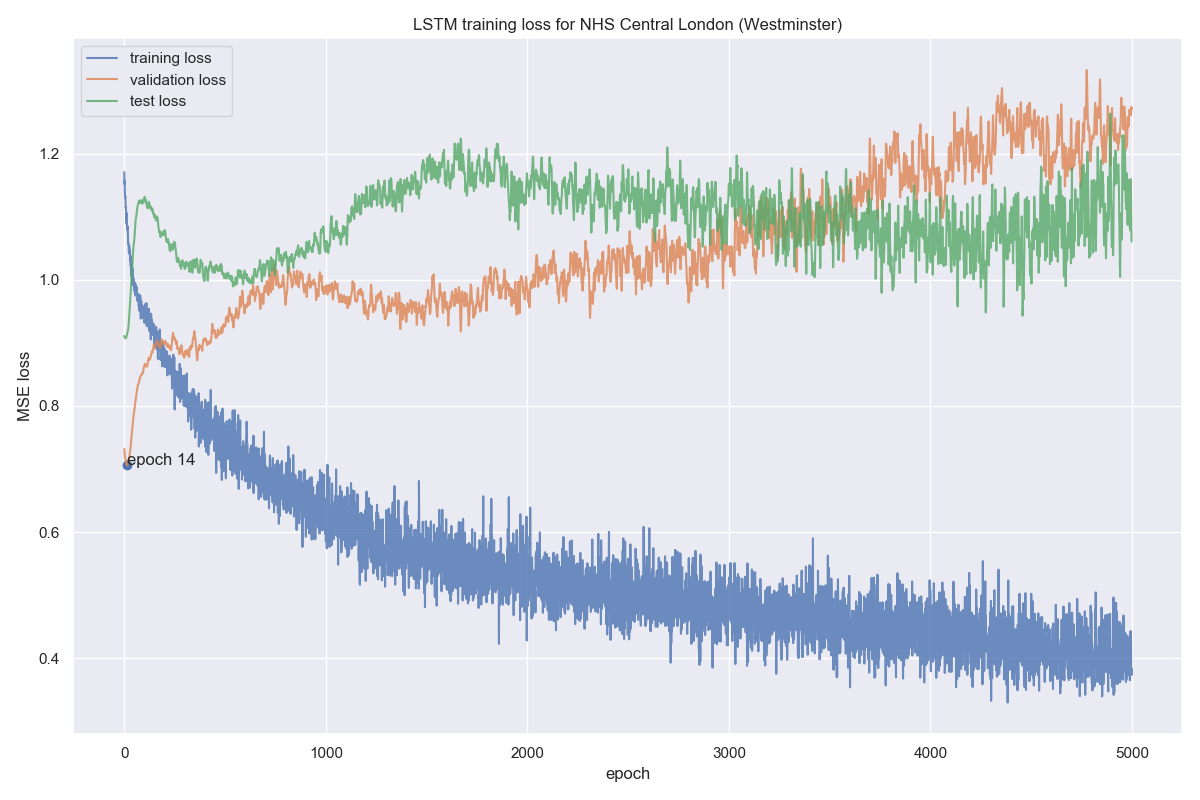 LSTM training loss for NHS Central London (Westminster)
training loss
validation loss
test loss
1.2
1.0
0.8
0.6
0.4
MSE loss
epoch 14
0
1000
2000
3000
4000
5000
epoch